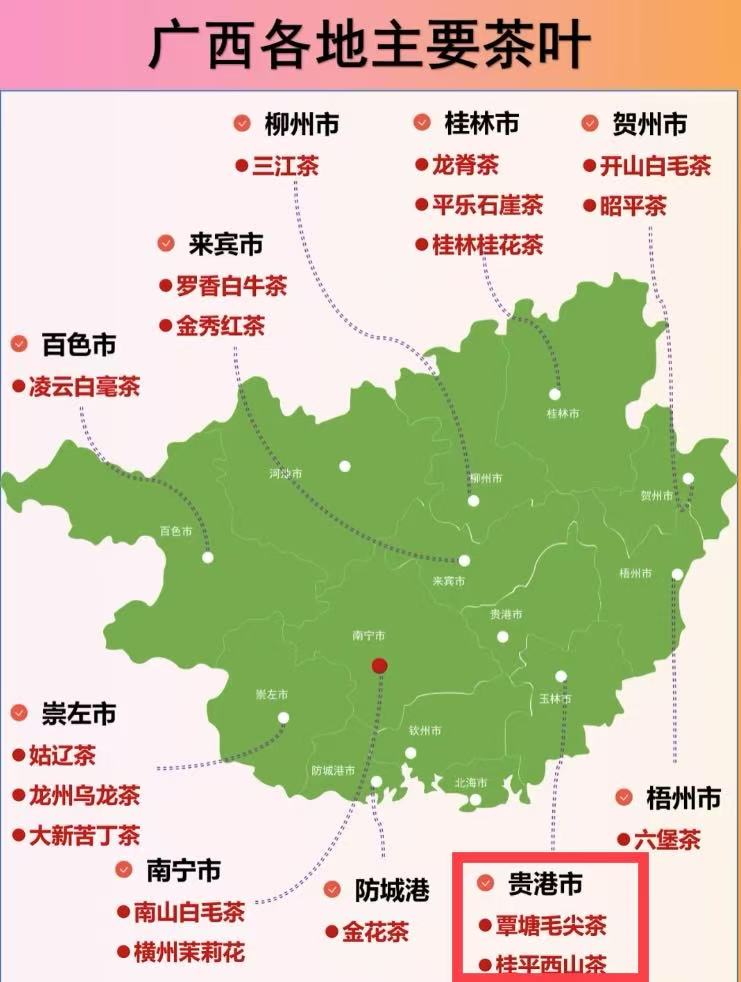 广西各地主要茶叶
柳州市
三江茶
桂林市
龙脊茶
平乐石崖茶
桂林桂花茶
贺州市
开山白毛茶
昭平茶
来宾市
罗香白牛茶
金秀红茶
百色市
凌云白毫茶
桂林市
河池市
柳州市
贺州市
百色市
来宾市
梧州市
贵港市
南宁市
崇左市
玉林市
钦州市
防城港市
北海市
崇左市
姑辽茶
龙州乌龙茶
大新苦丁茶
梧州市
六堡茶
南宁市
南山白毛茶
横州茉莉花
防城港
金花茶
贵港市
覃塘毛尖茶
桂平西山茶